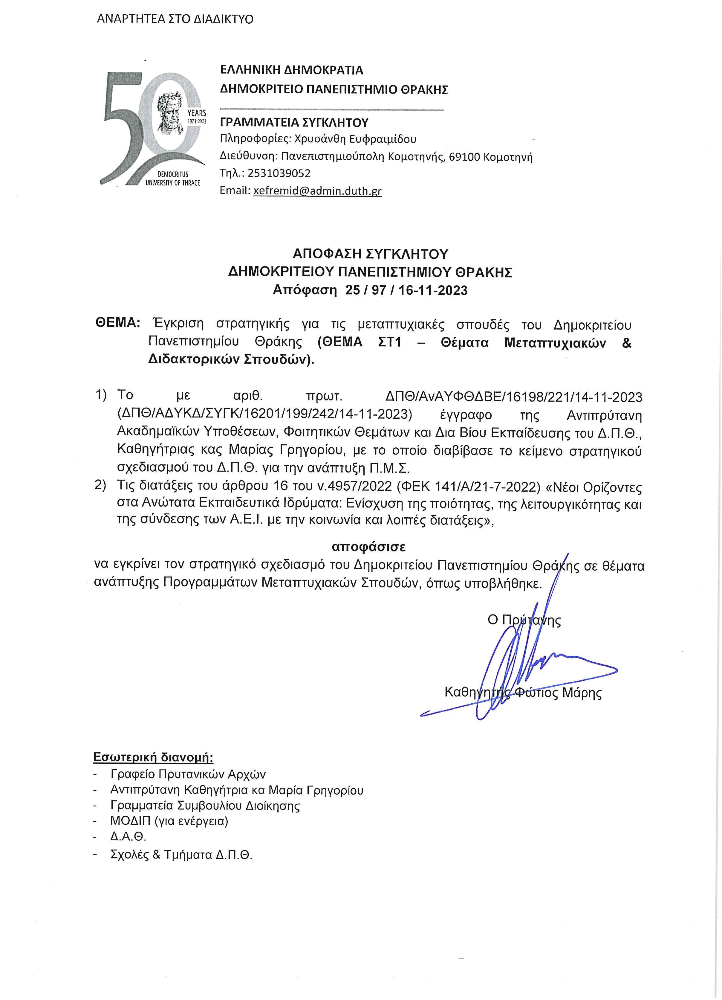 ΑΝΑΡΤΗΤΕΑ ΣΤΟ ΔΙΑΔΙΚΤΥΟ
50
YEARS
1973-2023
DEMOCRITUS
UNIVERSITY OF THRACE
ΕΛΛΗΝΙΚΗ ΔΗΜΟΚΡΑΤΙΑ
ΔΗΜΟΚΡΙΤΕΙΟ ΠΑΝΕΠΙΣΤΗΜΙΟ ΘΡΑΚΗΣ
ΓΡΑΜΜΑΤΕΙΑ ΣΥΓΚΛΗΤΟΥ
Πληροφορίες: Χρυσάνθη Ευφραιμίδου
Διεύθυνση: Πανεπιστημιούπολη Κομοτηνής, 69100 Κομοτηνή
Τηλ.: 2531039052
Email: xefremid@admin.duth.gr
ΑΠΟΦΑΣΗ ΣΥΓΚΛΗΤΟΥ
ΔΗΜΟΚΡΙΤΕΙΟΥ ΠΑΝΕΠΙΣΤΗΜΙΟΥ ΘΡΑΚΗΣ
Απόφαση 25 / 97 / 16-11-2023
ΘΕΜΑ: Έγκριση στρατηγικής για τις μεταπτυχιακές σπουδές του Δημοκριτείου
Πανεπιστημίου Θράκης (ΘΕΜΑ ΣΤ1 – Θέματα Μεταπτυχιακών &
Διδακτορικών Σπουδών).
1) Το με αριθ. πρωτ. ΔΠΘ/ΑνΑΥΦΘΔΒΕ/16198/221/14-11-2023
(ΔΠΘ/ΑΔΥΚΔ/ΣΥΓΚ/16201/199/242/14-11-2023) έγγραφο της Αντιπρύτανη
Ακαδημαϊκών Υποθέσεων, Φοιτητικών Θεμάτων και Δια Βίου Εκπαίδευσης του Δ.Π.Θ.,
Καθηγήτριας κας Μαρίας Γρηγορίου, με το οποίο διαβίβασε το κείμενο στρατηγικού
σχεδιασμού του Δ.Π.Θ. για την ανάπτυξη Π.Μ.Σ.
2) Τις διατάξεις του άρθρου 16 του ν.4957/2022 (ΦΕΚ 141/Α/21-7-2022) «Νέοι Ορίζοντες
στα Ανώτατα Εκπαιδευτικά Ιδρύματα: Ενίσχυση της ποιότητας, της λειτουργικότητας και
της σύνδεσης των Α.Ε.Ι. με την κοινωνία και λοιπές διατάξεις»,
αποφάσισε
να εγκρίνει τον στρατηγικό σχεδιασμό του Δημοκριτείου Πανεπιστημίου Θράκης σε θέματα
ανάπτυξης Προγραμμάτων Μεταπτυχιακών Σπουδών, όπως υποβλήθηκε.
Ο Πρύτανης
Καθηγητής Φώτιος Μάρης
Εσωτερική διανομή:
- Γραφείο Πρυτανικών Αρχών
- Αντιπρύτανη Καθηγήτρια κα Μαρία Γρηγορίου
- Γραμματεία Συμβουλίου Διοίκησης
- ΜΟΔΙΠ (για ενέργεια)
- Δ.Α.Θ.
- Σχολές & Τμήματα Δ.Π.Θ.